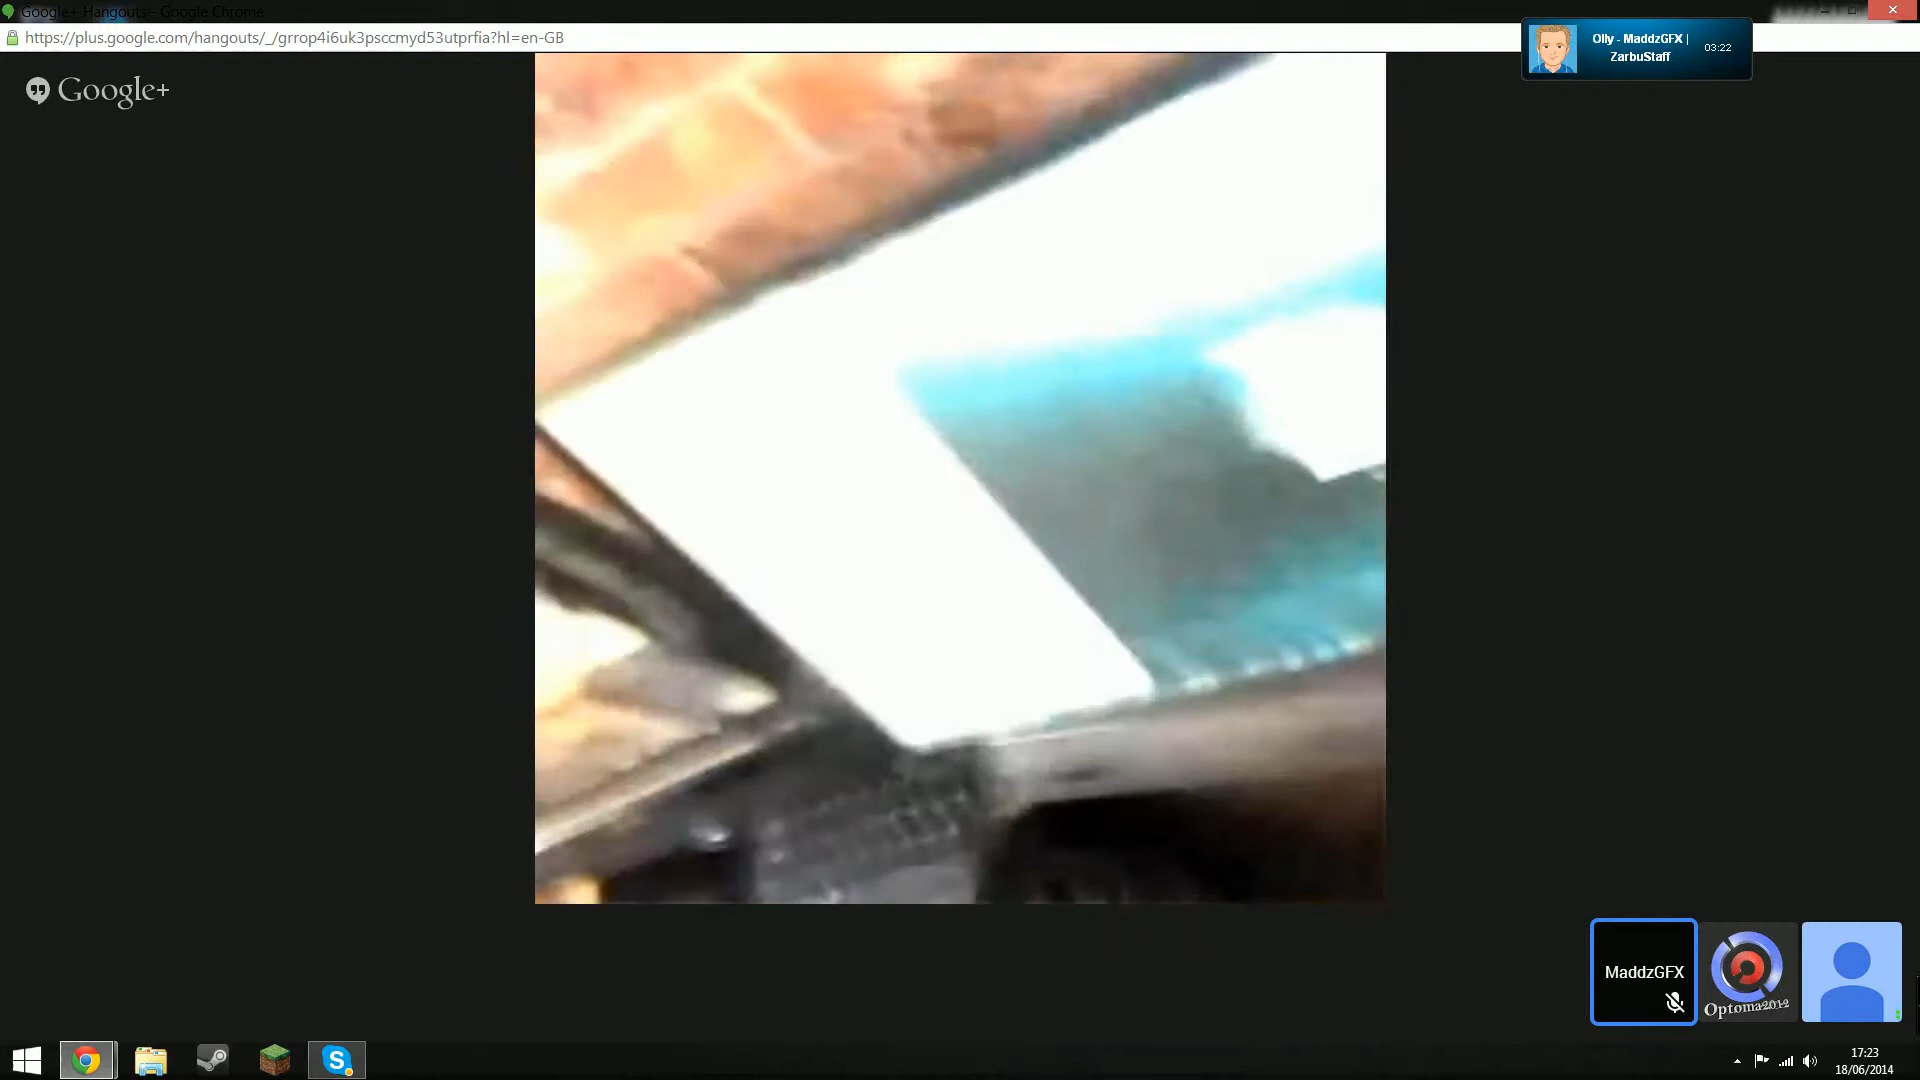 Google+ Hangouts - Google Chrome
https://plus.google.com/hangouts/_/grrop4i6uk3psccmyd53utprfia?hl=en-GB
Olly - MaddzGFX |
ZarbuStaff
03:22
Google+
MaddzGFX
Optoma2012
17:23
18/06/2014